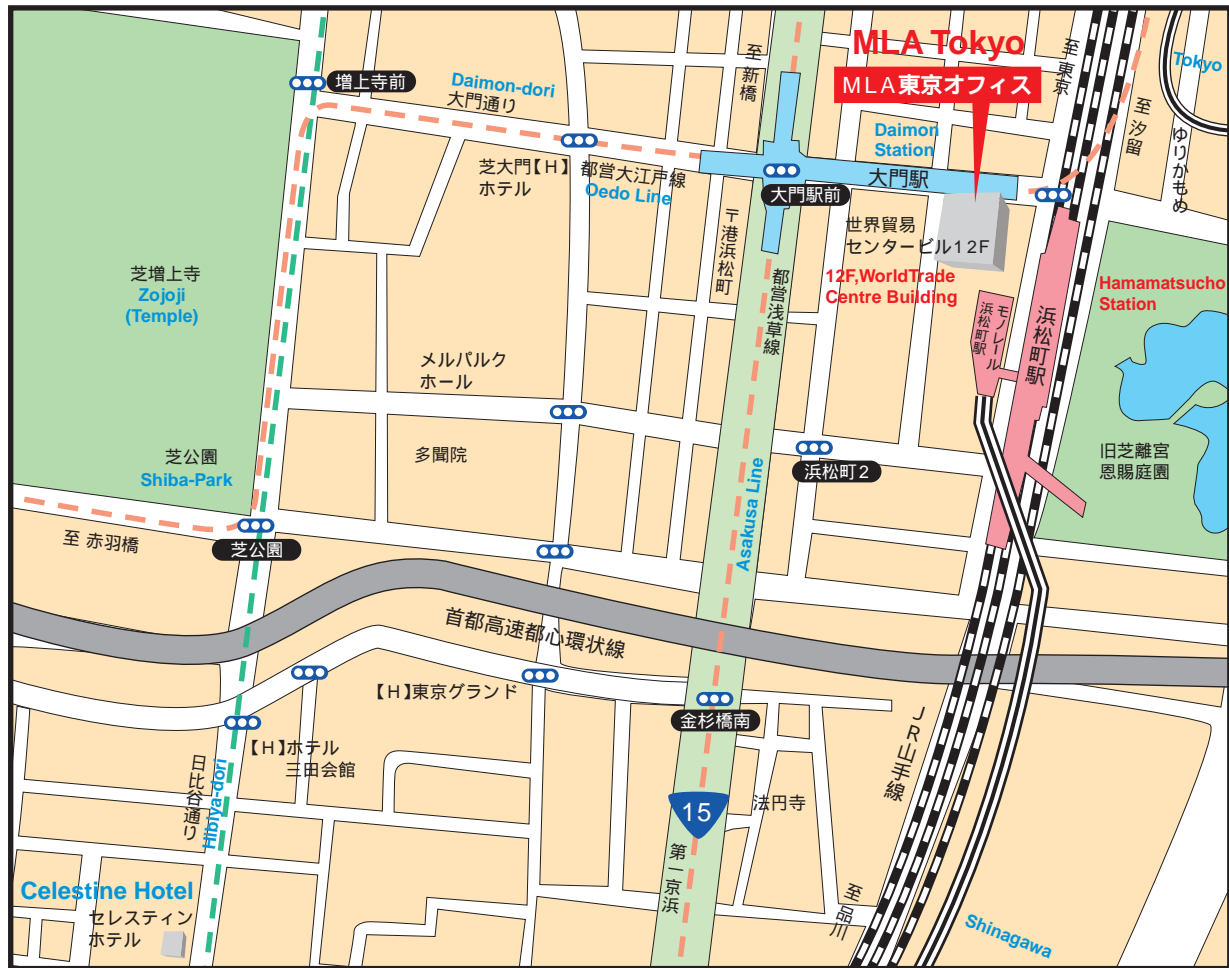 MLA Tokyo
MLA東京オフィス
至新橋
至東京
Tokyo
至汐留
ゆりかもめ
増上寺前
Daimon-dori
大門通り
Daimon
Station
大門駅
芝大門【H】
ホテル
都営大江戸線
Oedo Line
大門駅前
〒港浜松町
世界貿易
センタービル12F
12F,WorldTrade
Centre Building
都営浅草線
モノレール
浜松町駅
浜松町駅
Hamamatsucho
Station
芝増上寺
Zojoji
(Temple)
メルパルク
ホール
多聞院
芝公園
Shiba-Park
浜松町2
旧芝離宮
恩賜庭園
Asakusa Line
至 赤羽橋
芝公園
首都高速都心環状線
【H】東京グランド
金杉橋南
【H】ホテル
三田会館
日比谷通り
Hibiya-dori
JR山手線
15
法円寺
第一京浜
至品川
Shinagawa
Celestine Hotel
セレスティン
ホテル